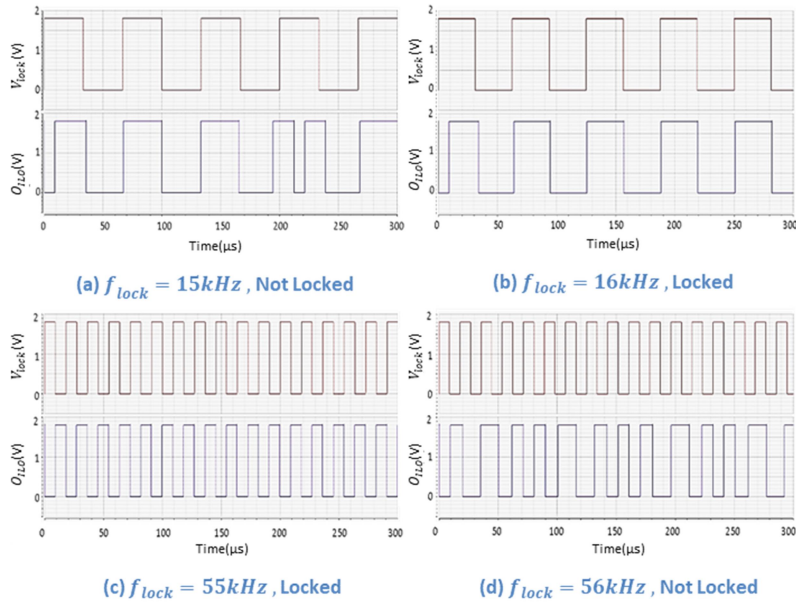 2
1
0
V_lock(V)
2
1
0
O_ILO(V)
0 50 100 150 200 250 300
Time(μs)
(a) f_lock = 15kHz , Not Locked
2
1
0
V_lock(V)
2
1
0
O_ILO(V)
0 50 100 150 200 250 300
Time(μs)
(b) f_lock = 16kHz , Locked
2
1
0
V_lock(V)
2
1
0
O_ILO(V)
0 50 100 150 200 250 300
Time(μs)
(c) f_lock = 55kHz , Locked
2
1
0
V_lock(V)
2
1
0
O_ILO(V)
0 50 100 150 200 250 300
Time(μs)
(d) f_lock = 56kHz , Not Locked